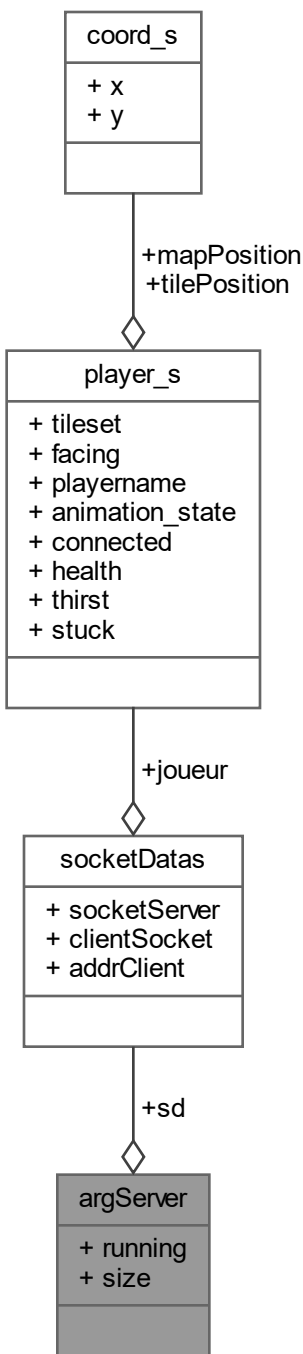 coord_s
+ x
+ y
+mapPosition
+tilePosition
player_s
+ tileset
+ facing
+ playername
+ animation_state
+ connected
+ health
+ thirst
+ stuck
+joueur
socketDatas
+ socketServer
+ clientSocket
+ addrClient
+sd
argServer
+ running
+ size